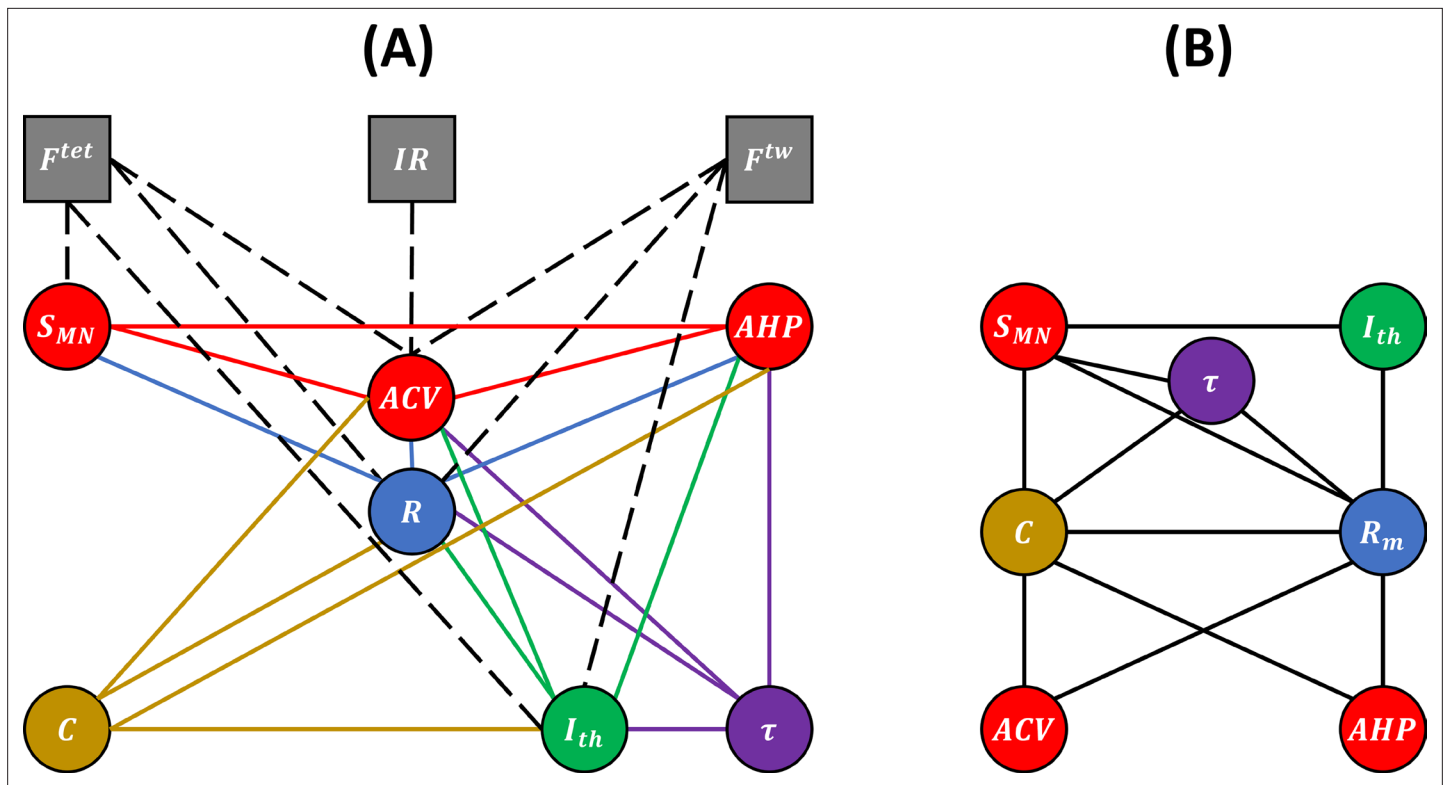 (A)
(B)
F^tet
IR
F^tw
S_MN
AHP
ACV
R
C
I_th
τ
S_MN
I_th
τ
C
R_m
ACV
AHP